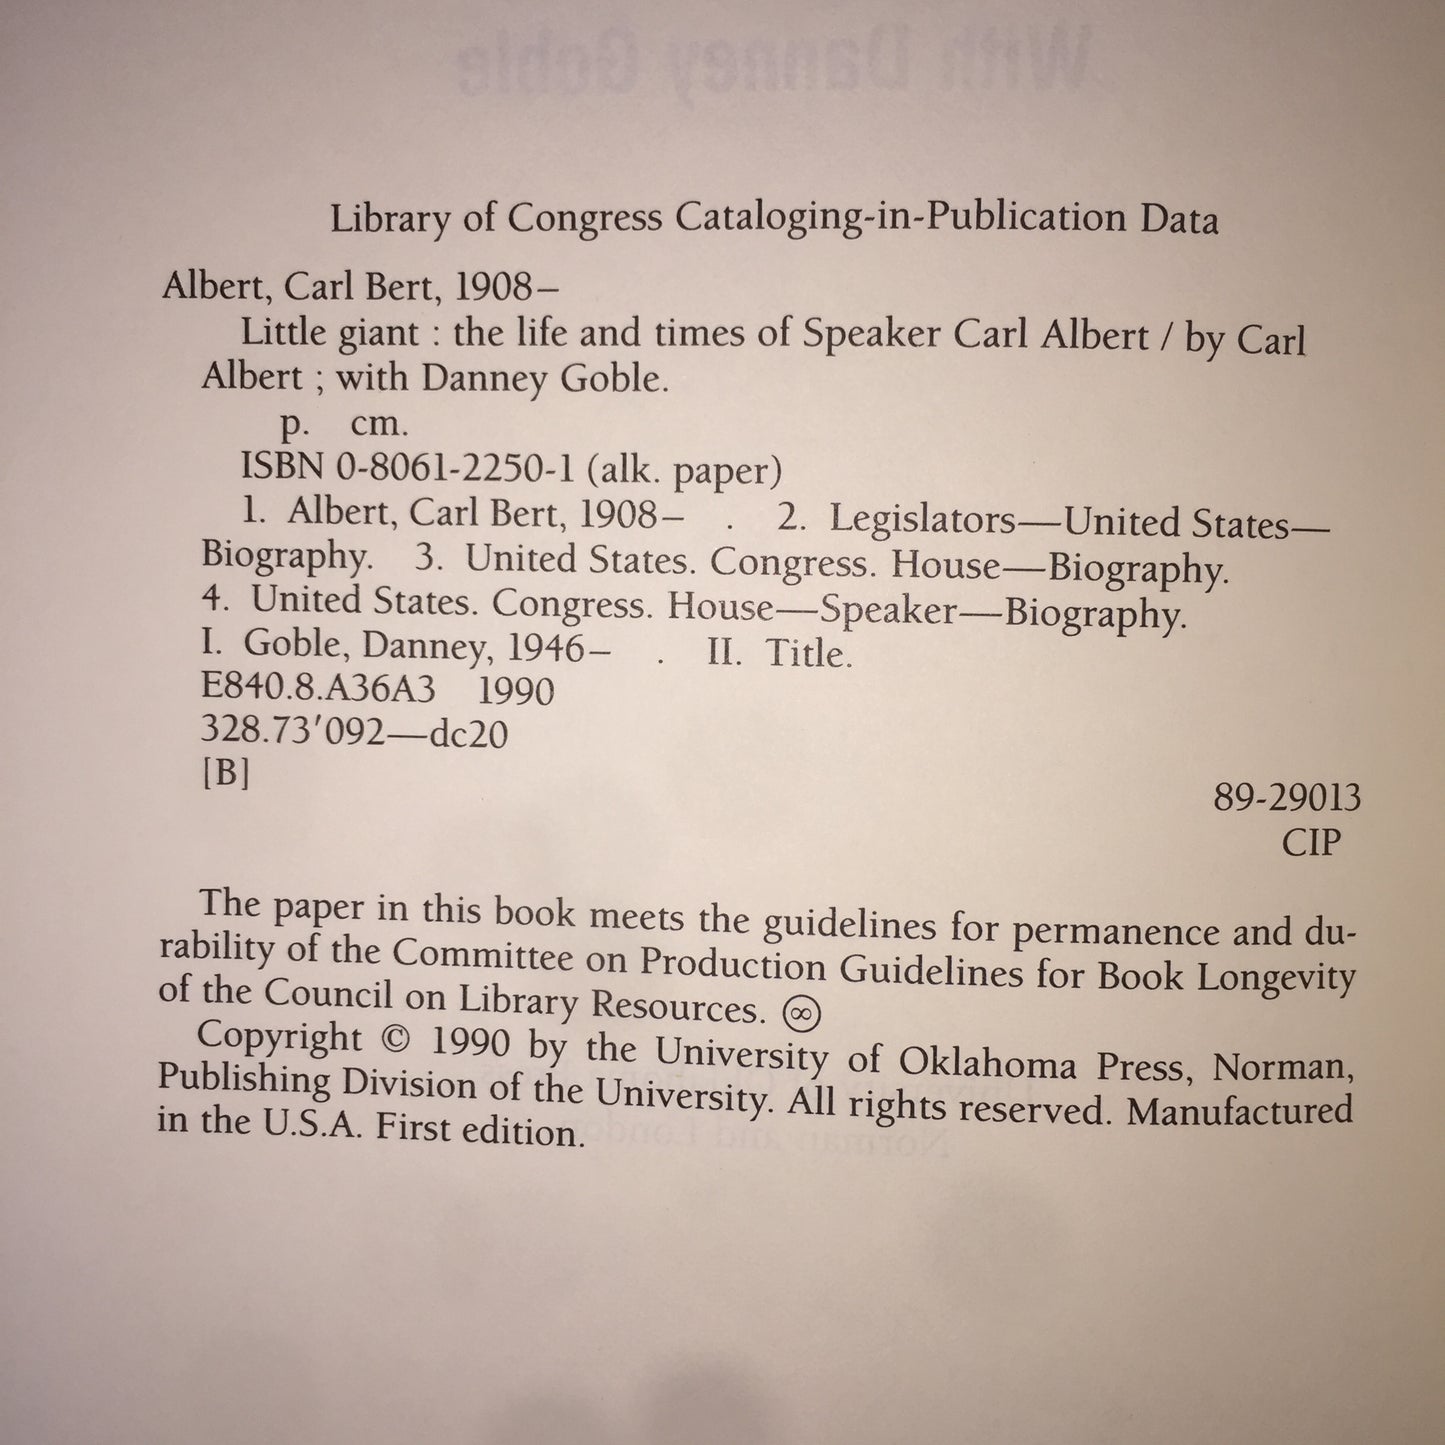 With Danney Goble
Library of Congress Cataloging-in-Publication Data
Albert, Carl Bert, 1908–
Little giant : the life and times of Speaker Carl Albert / by Carl
Albert ; with Danney Goble.
p. cm.
ISBN 0-8061-2250-1 (alk. paper)
1. Albert, Carl Bert, 1908– . 2. Legislators—United States—
Biography. 3. United States. Congress. House—Biography.
4. United States. Congress. House—Speaker—Biography.
I. Goble, Danney, 1946– . II. Title.
E840.8.A36A3 1990
328.73'092—dc20
[B]
89-29013
CIP
The paper in this book meets the guidelines for permanence and du-
rability of the Committee on Production Guidelines for Book Longevity
of the Council on Library Resources. ♾
Copyright © 1990 by the University of Oklahoma Press, Norman,
Publishing Division of the University. All rights reserved. Manufactured
in the U.S.A. First edition.